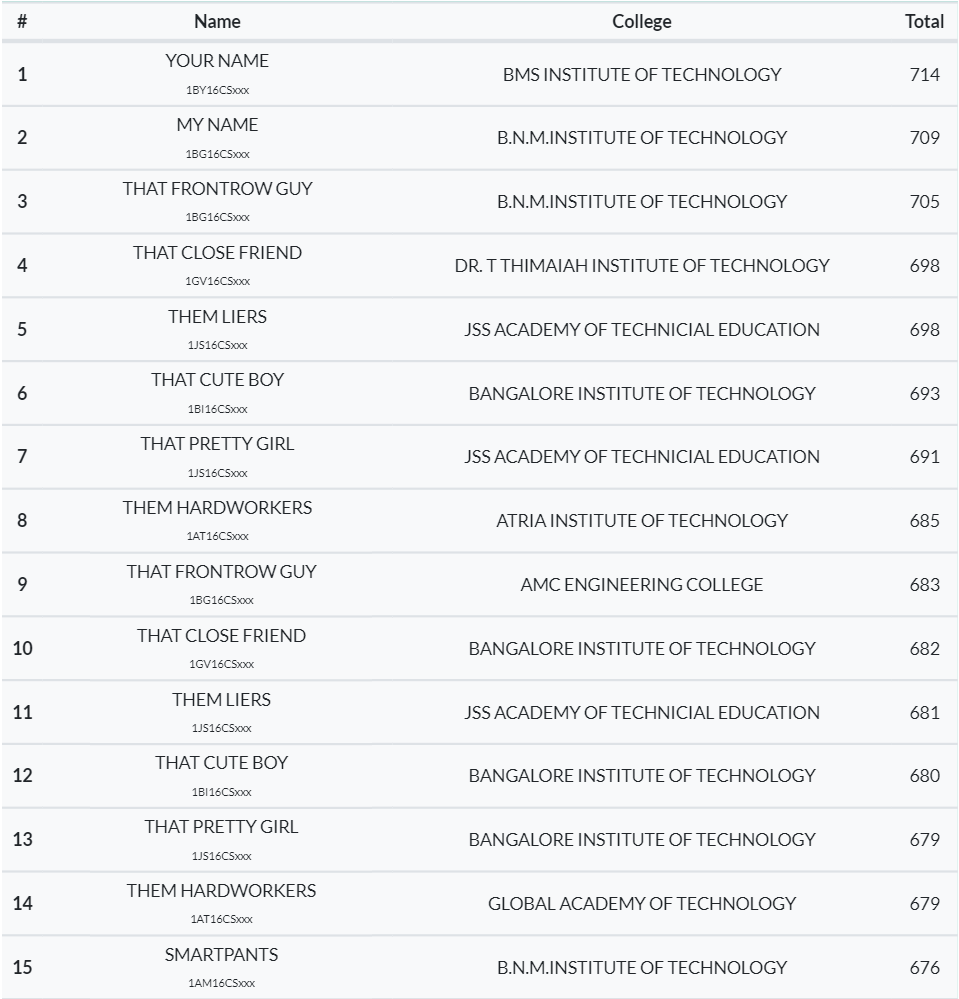 # Name College Total
1 YOUR NAME BMS INSTITUTE OF TECHNOLOGY 714
1BY16CSxxx
2 MY NAME B.N.M.INSTITUTE OF TECHNOLOGY 709
1BG16CSxxx
3 THAT FRONTROW GUY B.N.M.INSTITUTE OF TECHNOLOGY 705
1BG16CSxxx
4 THAT CLOSE FRIEND DR. T THIMAIAH INSTITUTE OF TECHNOLOGY 698
1GV16CSxxx
5 THEM LIERS JSS ACADEMY OF TECHNICIAL EDUCATION 698
1JS16CSxxx
6 THAT CUTE BOY BANGALORE INSTITUTE OF TECHNOLOGY 693
1BI16CSxxx
7 THAT PRETTY GIRL JSS ACADEMY OF TECHNICIAL EDUCATION 691
1JS16CSxxx
8 THEM HARDWORKERS ATRIA INSTITUTE OF TECHNOLOGY 685
1AT16CSxxx
9 THAT FRONTROW GUY AMC ENGINEERING COLLEGE 683
1BG16CSxxx
10 THAT CLOSE FRIEND BANGALORE INSTITUTE OF TECHNOLOGY 682
1GV16CSxxx
11 THEM LIERS JSS ACADEMY OF TECHNICIAL EDUCATION 681
1JS16CSxxx
12 THAT CUTE BOY BANGALORE INSTITUTE OF TECHNOLOGY 680
1BI16CSxxx
13 THAT PRETTY GIRL BANGALORE INSTITUTE OF TECHNOLOGY 679
1JS16CSxxx
14 THEM HARDWORKERS GLOBAL ACADEMY OF TECHNOLOGY 679
1AT16CSxxx
15 SMARTPANTS B.N.M.INSTITUTE OF TECHNOLOGY 676
1AM16CSxxx